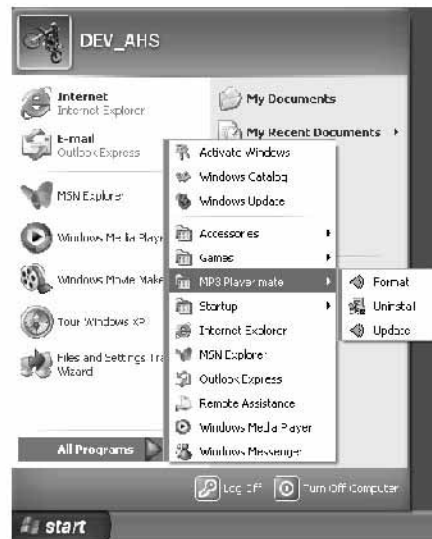 DEV_AHS
Internet
Internet Explorer
E-mail
Outlook Express
MSN Explorer
Windows Media Playe
Windows Movie Make
Tour Windows XP
Files and Settings Tra
Wizard
All Programs
My Documents
My Recent Documents
Activate Windows
Windows Catalog
Windows Update
Accessories
Games
MP3 Player mate
Startup
Internet Explorer
MSN Explorer
Outlook Express
Remote Assistance
Windows Media Player
Windows Messenger
Format
Uninstall
Update
Log Off
Turn Off Computer
start